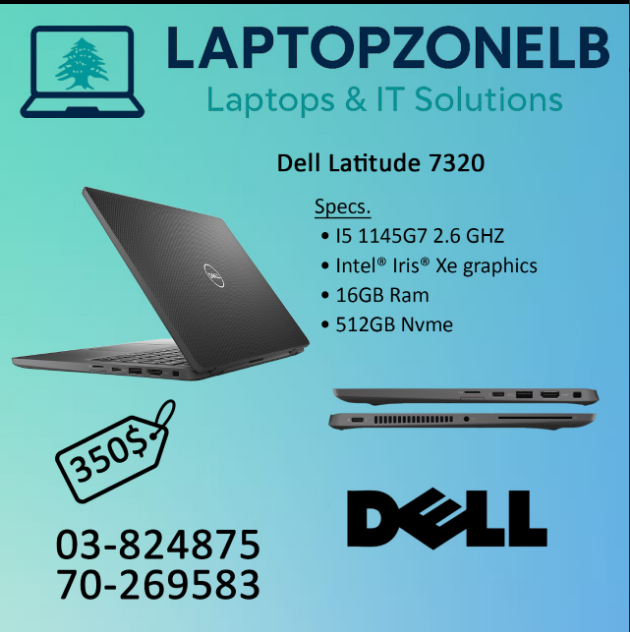 LAPTOPZONELB
Laptops & IT Solutions
Dell Latitude 7320
Specs.
• I5 1145G7 2.6 GHZ
• Intel® Iris® Xe graphics
• 16GB Ram
• 512GB Nvme
DELL
350$
03-824875
70-269583
DELL